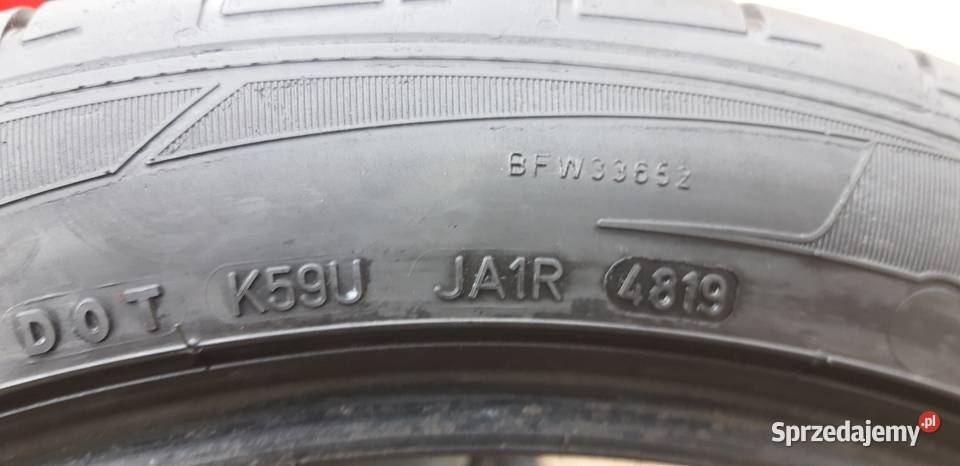 BFW33652
DOT K59U JA1R 4819
Sprzedajemy.pl